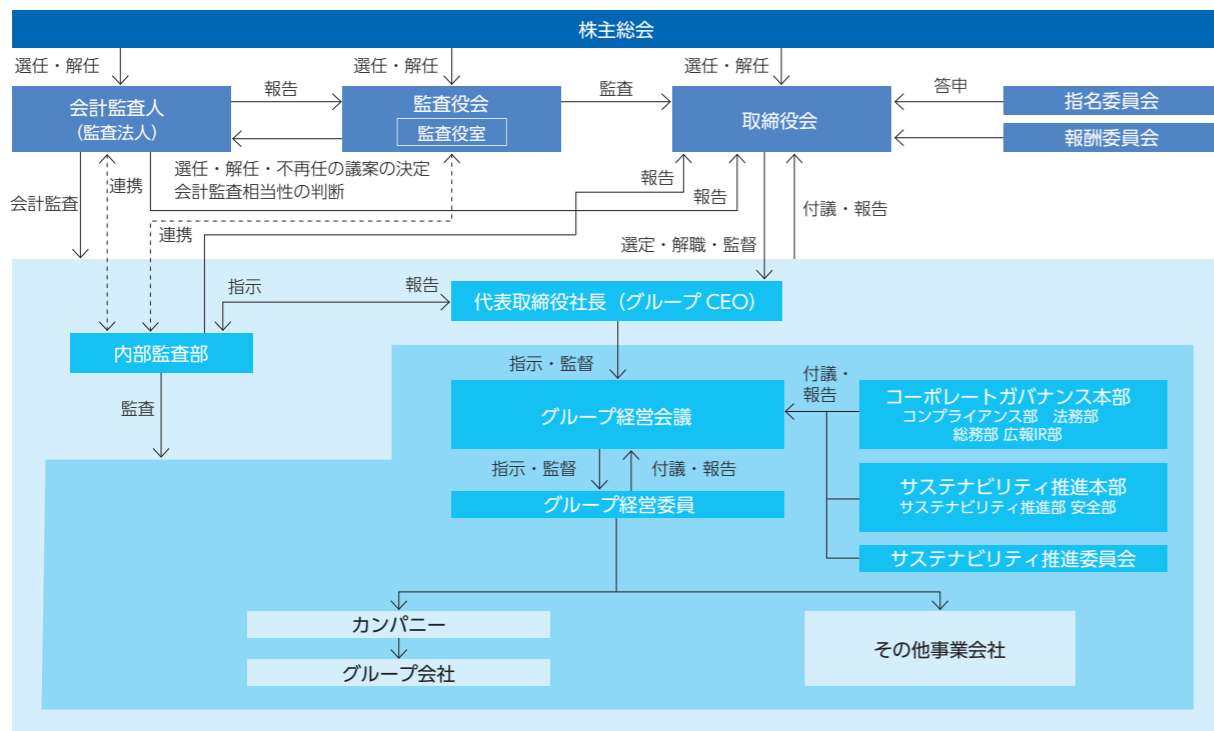 株主総会
選任・解任
選任・解任
選任・解任
会計監査人
（監査法人）
報告
監査役会
監査役室
監査
取締役会
答申
指名委員会
報酬委員会
選任・解任・不再任の議案の決定
会計監査相当性の判断
連携
会計監査
報告
報告
付議・報告
連携
選定・解職・監督
指示
報告
代表取締役社長（グループ CEO）
内部監査部
監査
指示・監督
グループ経営会議
付議・
報告
コーポレートガバナンス本部
コンプライアンス部　法務部
総務部 広報IR部
指示・監督
付議・報告
サステナビリティ推進本部
サステナビリティ推進部 安全部
グループ経営委員
サステナビリティ推進委員会
カンパニー
グループ会社
その他事業会社